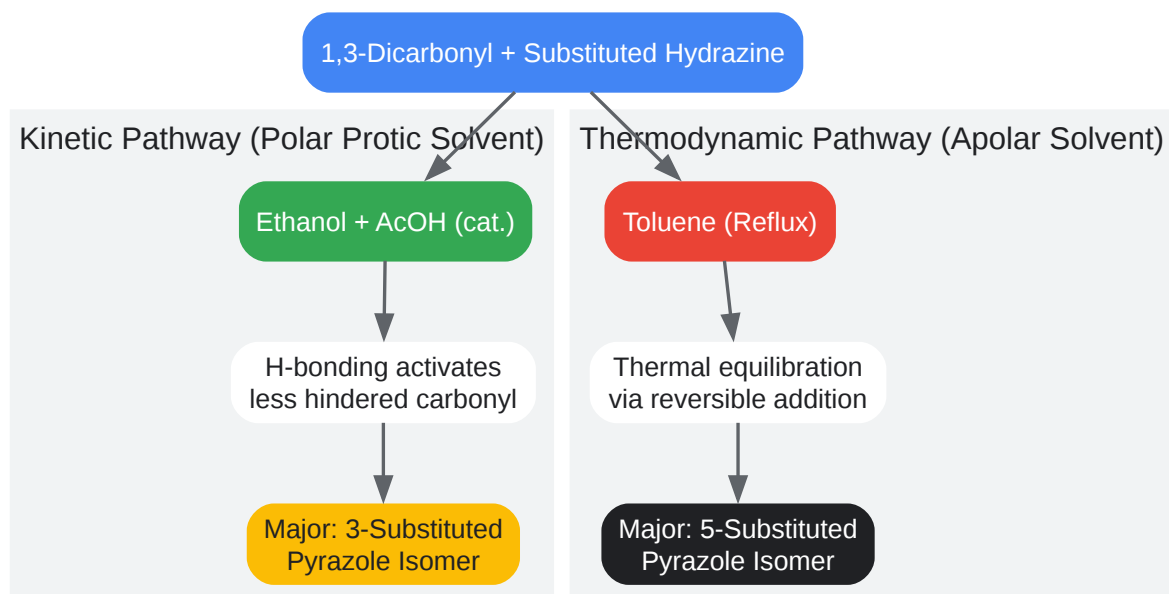 1,3-Dicarbonyl + Substituted Hydrazine
Kinetic Pathway (Polar Protic Solvent)
Ethanol + AcOH (cat.)
H-bonding activates
less hindered carbonyl
Major: 3-Substituted
Pyrazole Isomer
Thermodynamic Pathway (Apolar Solvent)
Toluene (Reflux)
Thermal equilibration
via reversible addition
Major: 5-Substituted
Pyrazole Isomer